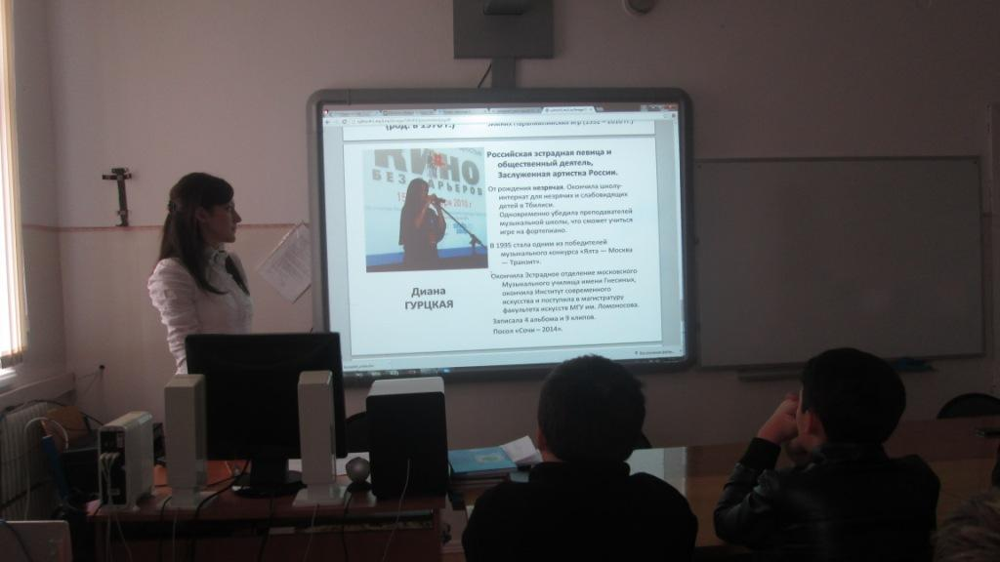 (род. в 1970 г.)
КИНО
БЕЗ БАРЬЕРОВ
Российская эстрадная певица и
общественный деятель,
Заслуженная артистка России.
От рождения незрячая. Окончила школу-
интернат для незрячих и слабовидящих
детей в Тбилиси.
Одновременно убедила преподавателей
музыкальной школы, что сможет учиться
игре на фортепиано.
В 1995 стала одним из победителей
музыкального конкурса «Ялта — Москва
— Транзит».
Окончила Эстрадное отделение московского
Музыкального училища имени Гнесиных,
окончила Институт современного
искусства и поступила в магистратуру
факультета искусств МГУ им. Ломоносова.
Записала 4 альбома и 9 клипов.
Посол «Сочи – 2014».
Диана
ГУРЦКАЯ